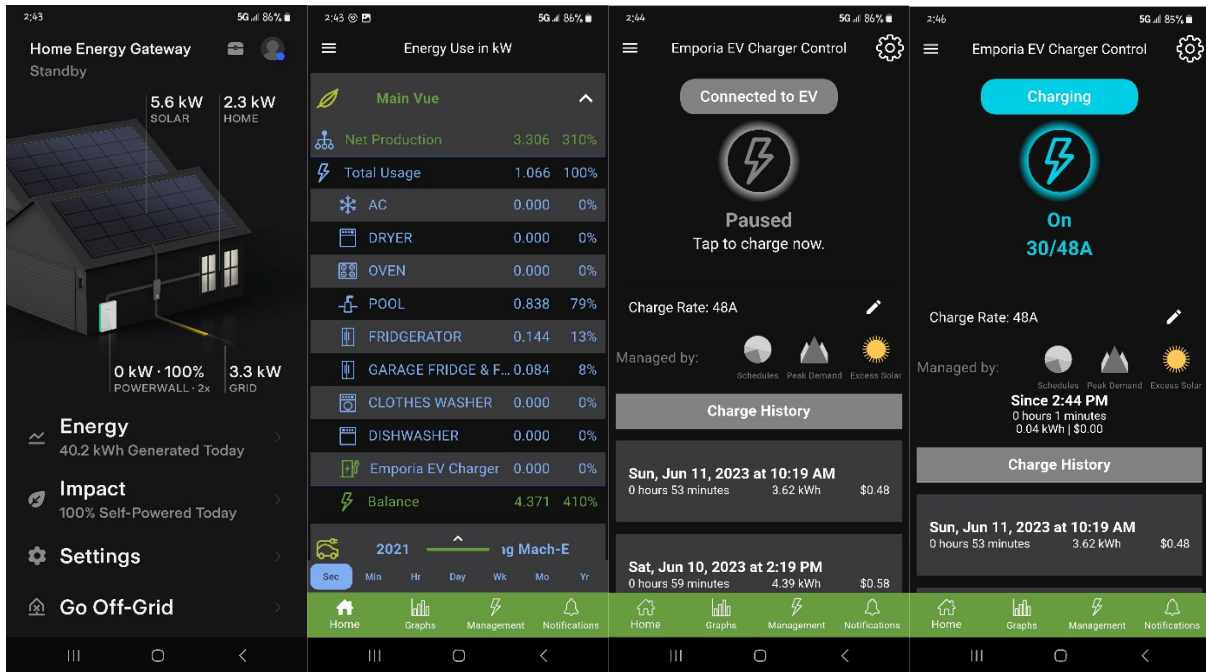 2:43
5G 86%
Home Energy Gateway
Standby
5.6 kW
SOLAR
2.3 kW
HOME
0 kW · 100%
POWERWALL · 2x
3.3 kW
GRID
Energy
40.2 kWh Generated Today
Impact
100% Self-Powered Today
Settings
Go Off-Grid
2:43
5G 86%
Energy Use in kW
Main Vue
Net Production 3.306 310%
Total Usage 1.066 100%
AC 0.000 0%
DRYER 0.000 0%
OVEN 0.000 0%
POOL 0.838 79%
FRIDGERATOR 0.144 13%
GARAGE FRIDGE & F... 0.084 8%
CLOTHES WASHER 0.000 0%
DISHWASHER 0.000 0%
Emporia EV Charger 0.000 0%
Balance 4.371 410%
2021 ng Mach-E
Sec Min Hr Day Wk Mo Yr
Home Graphs Management Notifications
2:44
5G 86%
Emporia EV Charger Control
Connected to EV
Paused
Tap to charge now.
Charge Rate: 48A
Managed by:
Schedules Peak Demand Excess Solar
Charge History
Sun, Jun 11, 2023 at 10:19 AM
0 hours 53 minutes 3.62 kWh $0.48
Sat, Jun 10, 2023 at 2:19 PM
0 hours 59 minutes 4.39 kWh $0.58
Home Graphs Management Notifications
2:46
5G 85%
Emporia EV Charger Control
Charging
On
30/48A
Charge Rate: 48A
Managed by:
Schedules Peak Demand Excess Solar
Since 2:44 PM
0 hours 1 minutes
0.04 kWh | $0.00
Charge History
Sun, Jun 11, 2023 at 10:19 AM
0 hours 53 minutes 3.62 kWh $0.48
Home Graphs Management Notifications